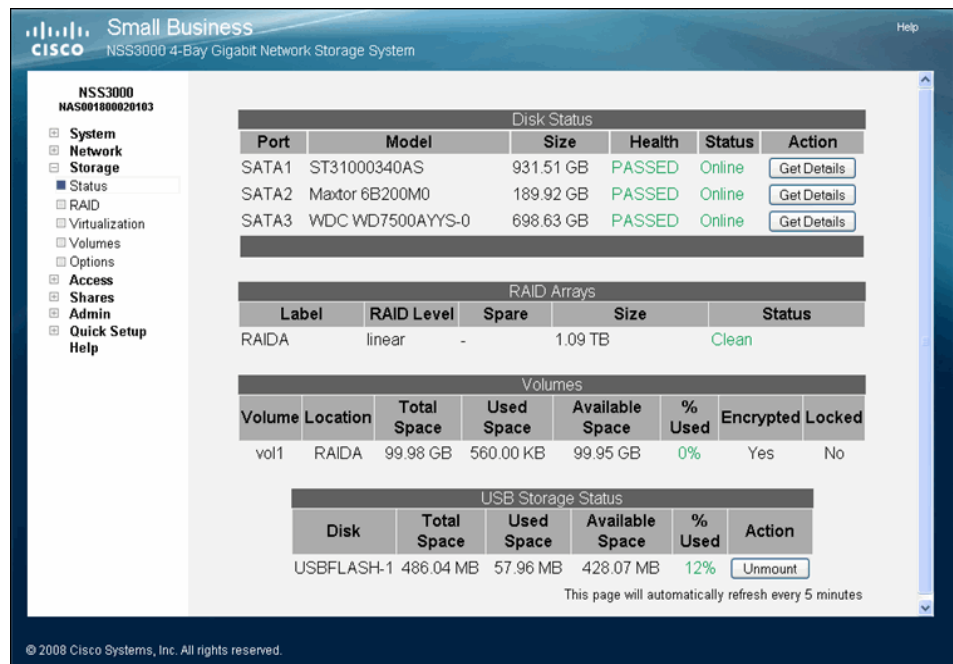 Small Business
CISCO NSS3000 4-Bay Gigabit Network Storage System
Help
NSS3000
NAS001800020103
System
Network
Storage
Status
RAID
Virtualization
Volumes
Options
Access
Shares
Admin
Quick Setup
Help
Disk Status
Port Model Size Health Status Action
SATA1 ST31000340AS 931.51 GB PASSED Online Get Details
SATA2 Maxtor 6B200M0 189.92 GB PASSED Online Get Details
SATA3 WDC WD7500AYYS-0 698.63 GB PASSED Online Get Details
RAID Arrays
Label RAID Level Spare Size Status
RAIDA linear - 1.09 TB Clean
Volumes
Volume Location Total Space Used Space Available Space % Used Encrypted Locked
vol1 RAIDA 99.98 GB 560.00 KB 99.95 GB 0% Yes No
USB Storage Status
Disk Total Space Used Space Available Space % Used Action
USBFLASH-1 486.04 MB 57.96 MB 428.07 MB 12% Unmount
This page will automatically refresh every 5 minutes
© 2008 Cisco Systems, Inc. All rights reserved.